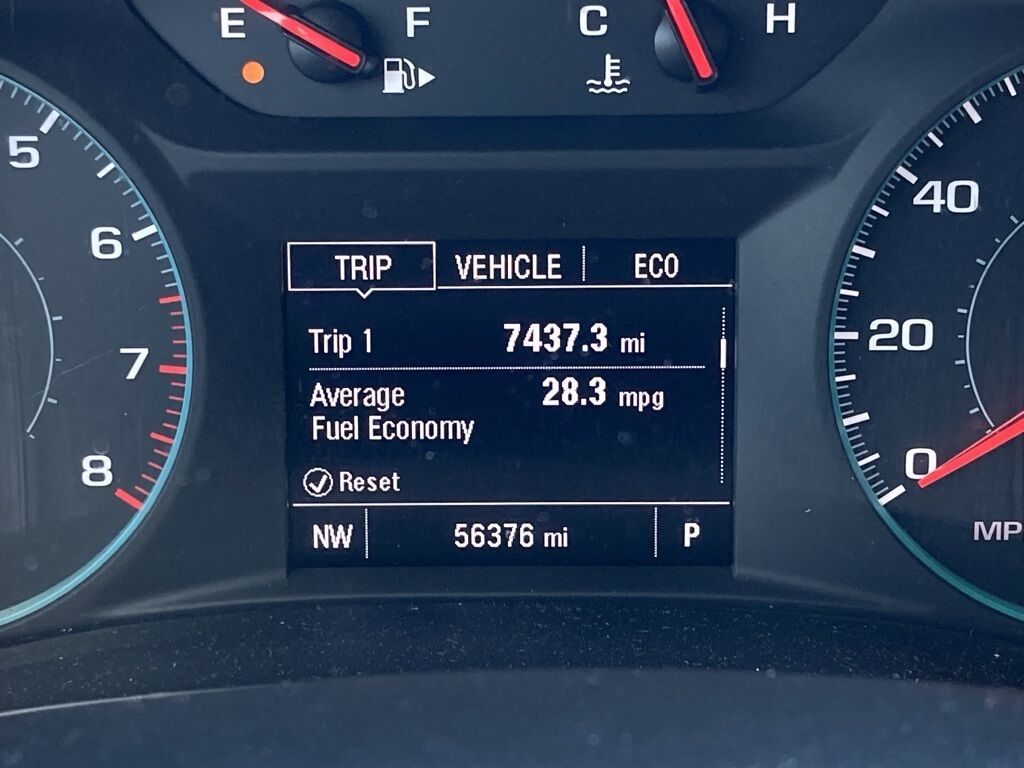 E F C H
5
6
7
8
TRIP VEHICLE ECO
Trip 1 7437.3 mi
Average 28.3 mpg
Fuel Economy
Reset
NW 56376 mi P
40
20
0